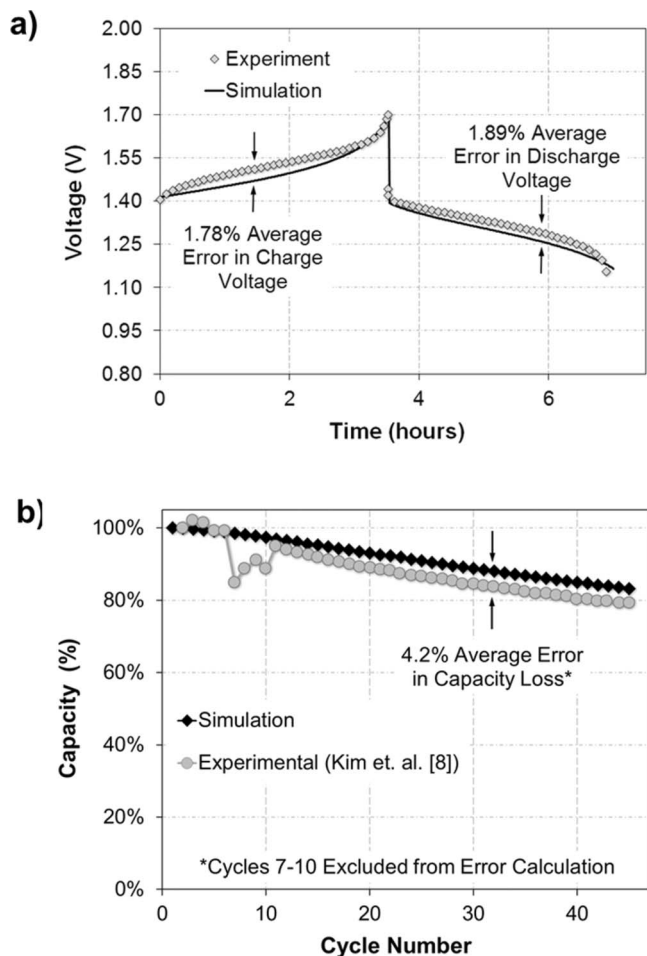 a)
2.00
1.85
1.70
1.55
1.40
1.25
1.10
0.95
0.80
Voltage (V)
Experiment
Simulation
1.89% Average
Error in Discharge
Voltage
1.78% Average
Error in Charge
Voltage
0
2
4
6
Time (hours)
b)
100%
80%
60%
40%
20%
0%
Capacity (%)
4.2% Average Error
in Capacity Loss*
Simulation
Experimental (Kim et. al. [8])
*Cycles 7-10 Excluded from Error Calculation
0
10
20
30
40
Cycle Number